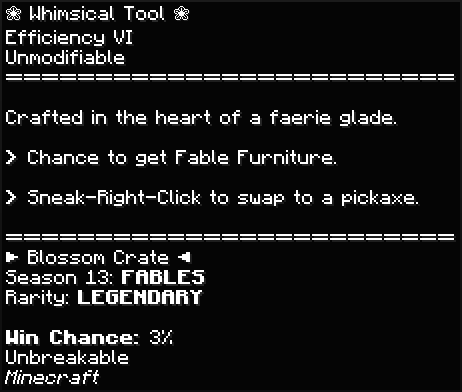 ❀ Whimsical Tool ❀
Efficiency VI
Unmodifiable
==============================
Crafted in the heart of a faerie glade.
> Chance to get Fable Furniture.
> Sneak-Right-Click to swap to a pickaxe.
==============================
► Blossom Crate ◄
Season 13: FABLES
Rarity: LEGENDARY
Win Chance: 3%
Unbreakable
Minecraft